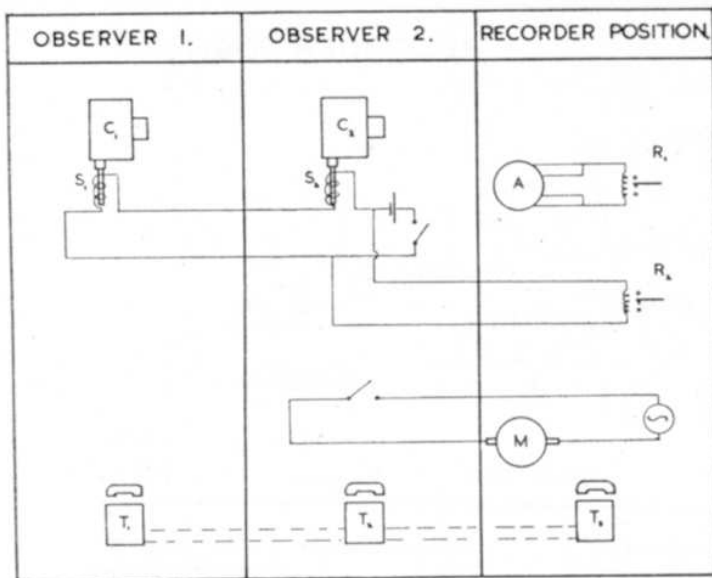 OBSERVER 1.
OBSERVER 2.
RECORDER POSITION.
C₁
C₂
S₁
S₂
A
R₁
R₂
M
T₁
T₂
T₃